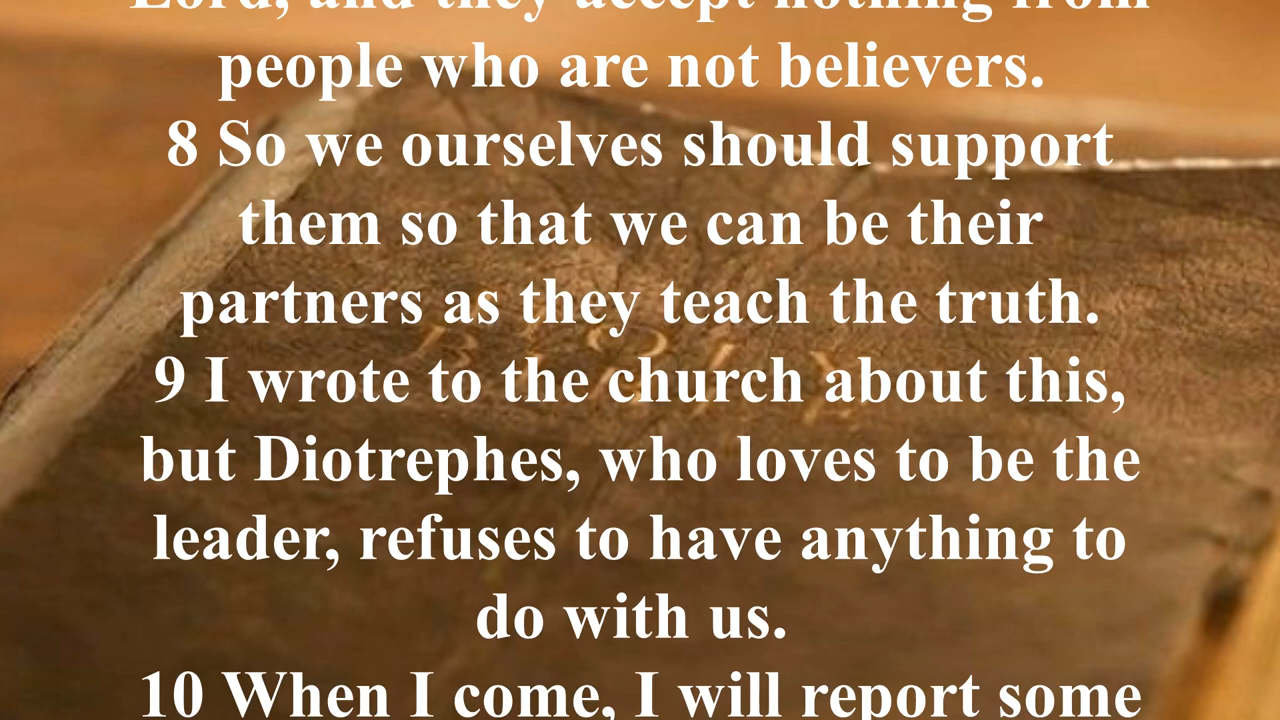 Lord, and they accept nothing from
people who are not believers.
8 So we ourselves should support
them so that we can be their
partners as they teach the truth.
9 I wrote to the church about this,
but Diotrephes, who loves to be the
leader, refuses to have anything to
do with us.
10 When I come, I will report some